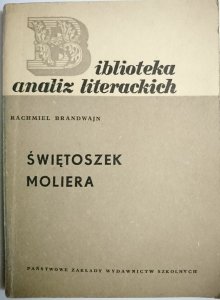 Biblioteka
analiz literackich
RACHMIEL BRANDWAJN
ŚWIĘTOSZEK
MOLIERA
PAŃSTWOWE ZAKŁADY WYDAWNICTW SZKOLNYCH